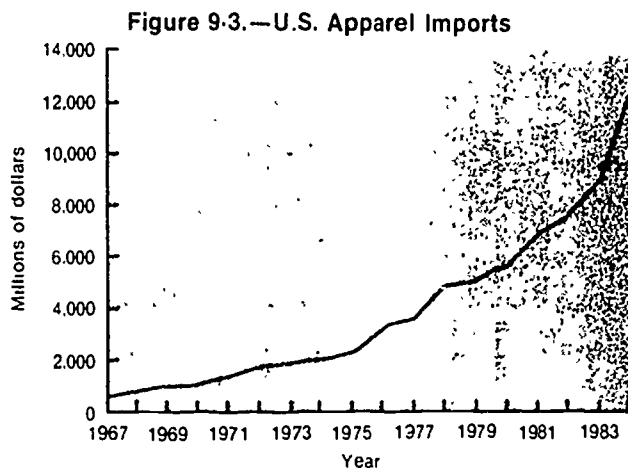 Figure 9-3.—U.S. Apparel Imports
14.000
12.000
10.000
8.000
6.000
4.000
2.000
0
Millions of dollars
1967 1969 1971 1973 1975 1977 1979 1981 1983
Year